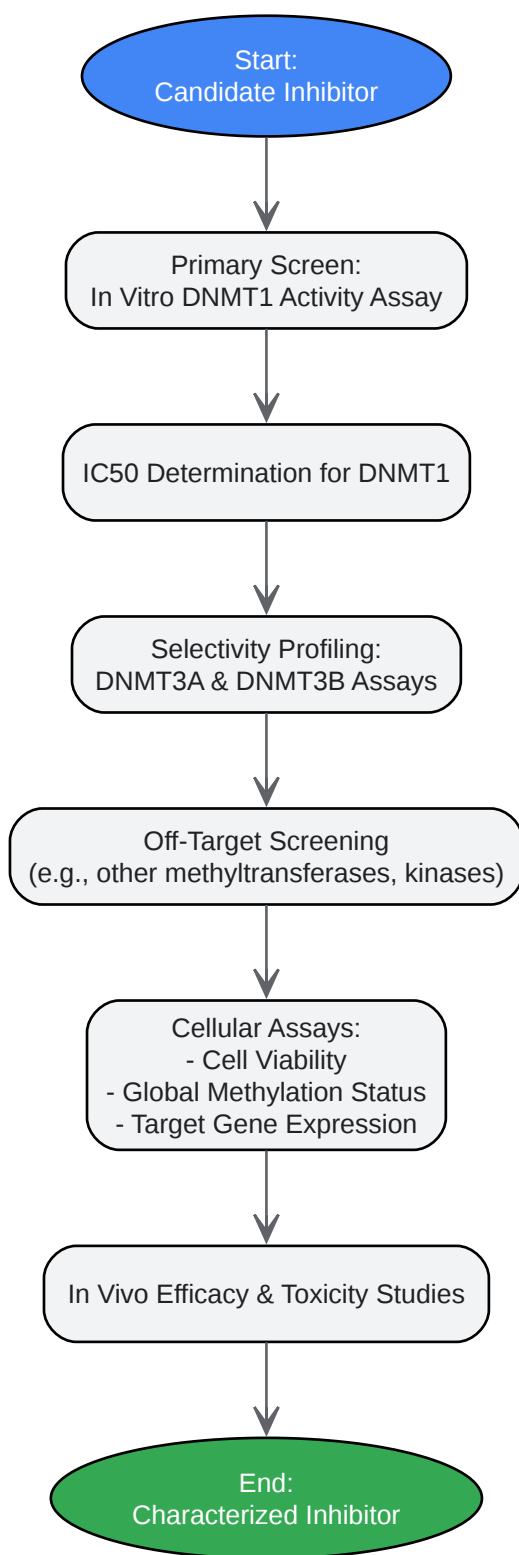 Start:
Candidate Inhibitor
Primary Screen:
In Vitro DNMT1 Activity Assay
IC50 Determination for DNMT1
Selectivity Profiling:
DNMT3A & DNMT3B Assays
Off-Target Screening
(e.g., other methyltransferases, kinases)
Cellular Assays:
- Cell Viability
- Global Methylation Status
- Target Gene Expression
In Vivo Efficacy & Toxicity Studies
End:
Characterized Inhibitor